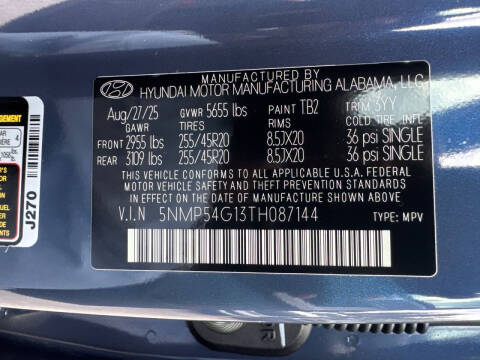 MANUFACTURED BY
HYUNDAI MOTOR MANUFACTURING ALABAMA, LLC
Aug/27/25 GVWR 5655 lbs PAINT TB2 TRIM SYY
GAWR TIRES RIMS COLD TIRE INFL
FRONT 2955 lbs 255/45R20 8.5JX20 36 psi SINGLE
REAR 3109 lbs 255/45R20 8.5JX20 36 psi SINGLE
THIS VEHICLE CONFORMS TO ALL APPLICABLE U.S.A. FEDERAL
MOTOR VEHICLE SAFETY AND THEFT PREVENTION STANDARDS
IN EFFECT ON THE DATE OF MANUFACTURE SHOWN ABOVE.
V.I.N 5NMP54G13TH087144 TYPE: MPV
J270